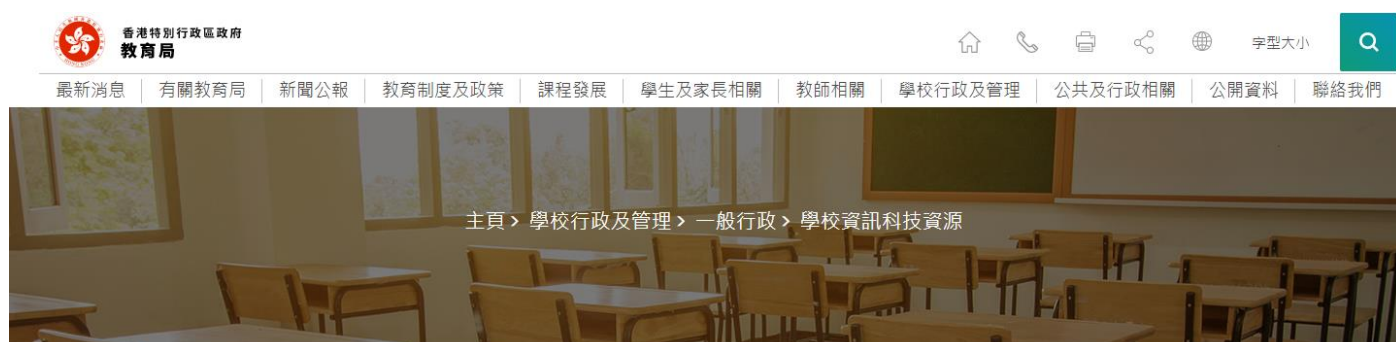 香港特別行政區政府
教育局
字型大小
最新消息 有關教育局 新聞公報 教育制度及政策 課程發展 學生及家長相關 教師相關 學校行政及管理 公共及行政相關 公開資料 聯絡我們
主頁 > 學校行政及管理 > 一般行政 > 學校資訊科技資源